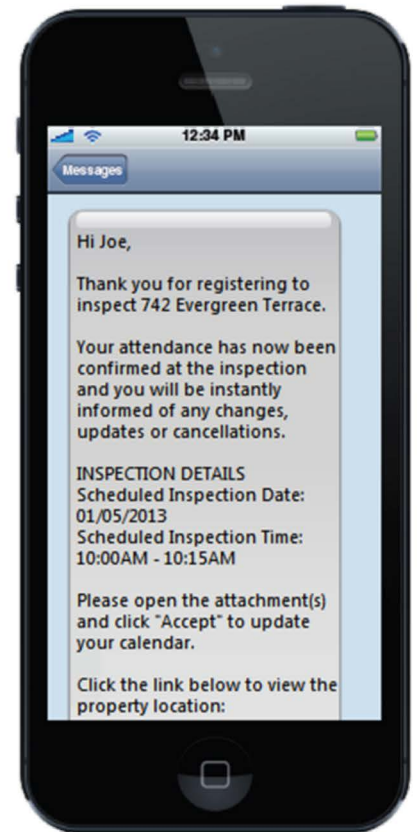 12:34 PM
Messages
Hi Joe,
Thank you for registering to
inspect 742 Evergreen Terrace.
Your attendance has now been
confirmed at the inspection
and you will be instantly
informed of any changes,
updates or cancellations.
INSPECTION DETAILS
Scheduled Inspection Date:
01/05/2013
Scheduled Inspection Time:
10:00AM - 10:15AM
Please open the attachment(s)
and click "Accept" to update
your calendar.
Click the link below to view the
property location: